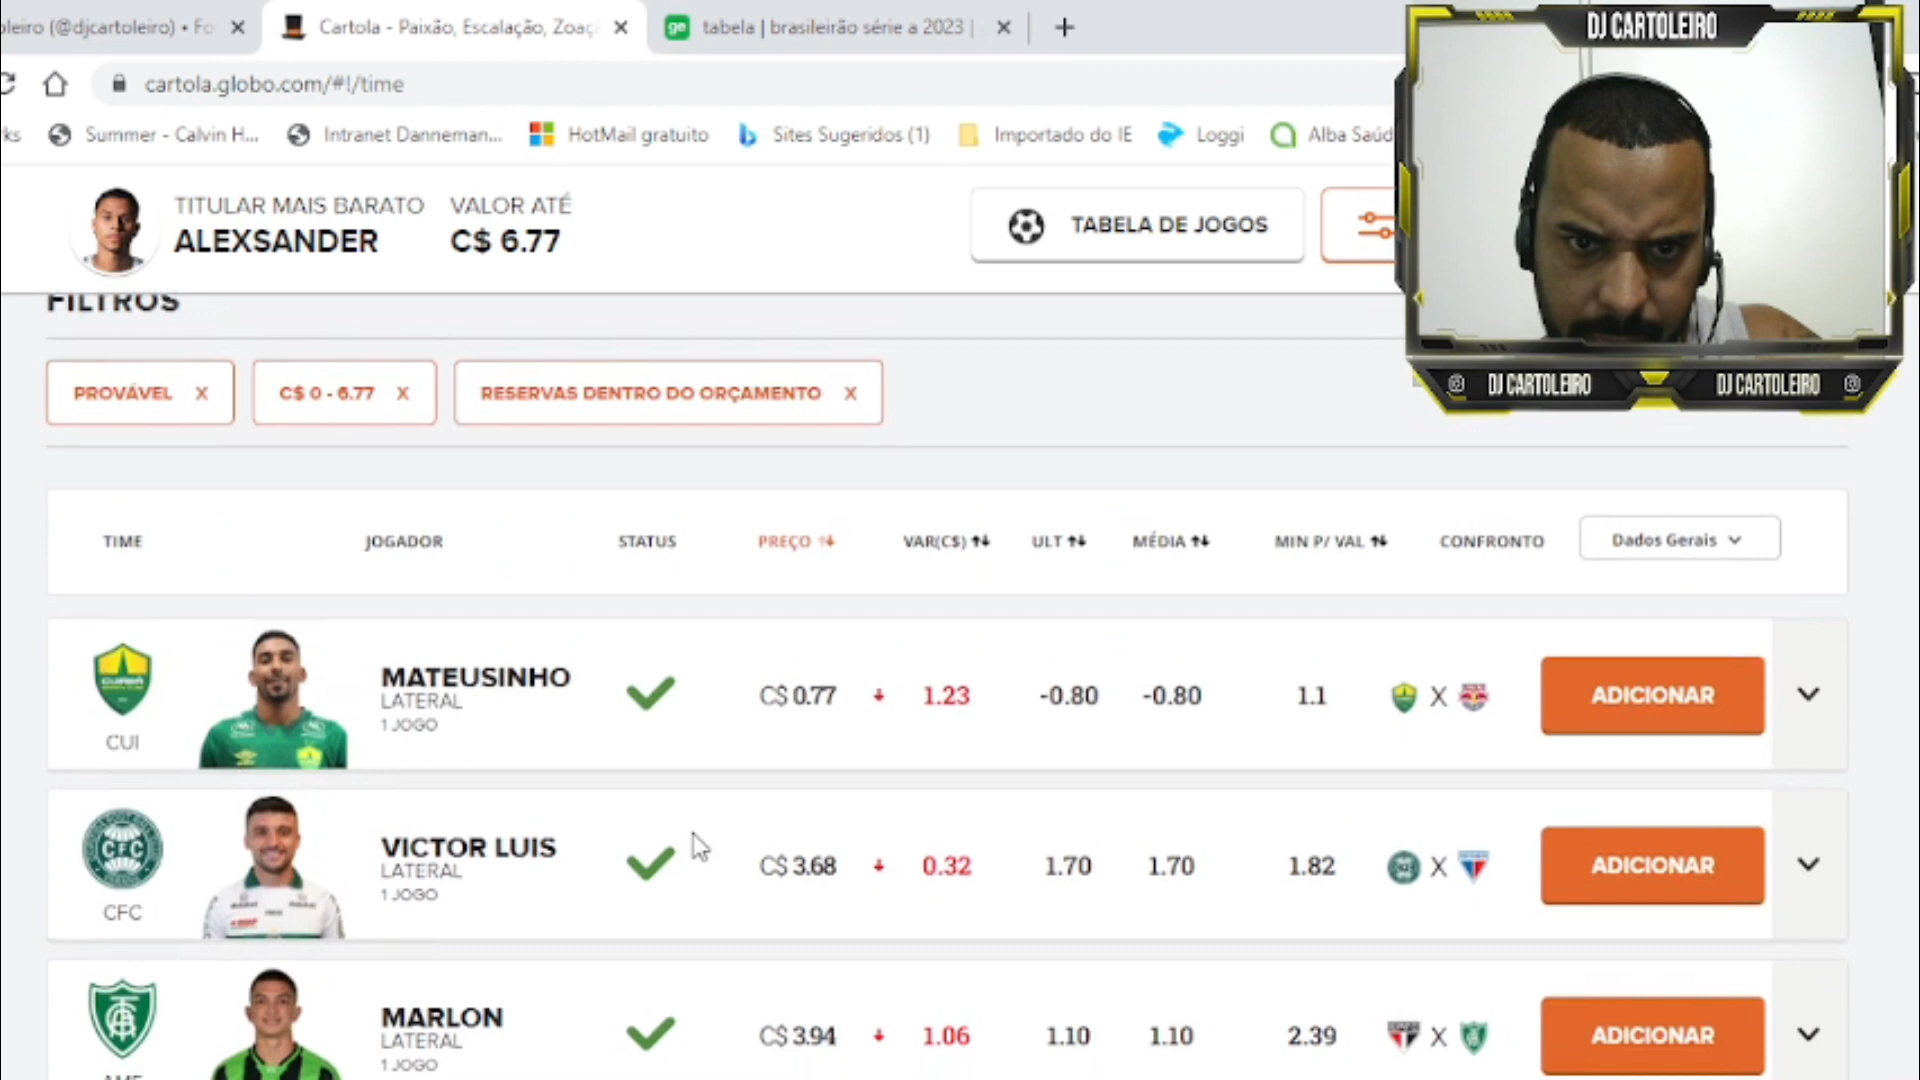 oleiro (@djcartoleiro) • Fo
Cartola - Paixão, Escalação, Zoaç
tabela | brasileirão série a 2023 |
cartola.globo.com/#!/time
ks
Summer - Calvin H...
Intranet Danneman...
HotMail gratuito
Sites Sugeridos (1)
Importado do IE
Loggi
Alba Saúd
DJ CARTOLEIRO
DJ CARTOLEIRO
DJ CARTOLEIRO
TITULAR MAIS BARATO
ALEXSANDER
VALOR ATÉ
C$ 6.77
TABELA DE JOGOS
FILTROS
PROVÁVEL X
C$ 0 - 6.77 X
RESERVAS DENTRO DO ORÇAMENTO X
TIME JOGADOR STATUS PREÇO VAR(C$) ULT MÉDIA MIN P/ VAL CONFRONTO Dados Gerais
CUI
MATEUSINHO
LATERAL
1 JOGO
C$ 0.77 1.23 -0.80 -0.80 1.1 X ADICIONAR
CFC
CFC
VICTOR LUIS
LATERAL
1 JOGO
C$ 3.68 0.32 1.70 1.70 1.82 X ADICIONAR
MARLON
LATERAL
1 JOGO
C$ 3.94 1.06 1.10 1.10 2.39 X ADICIONAR